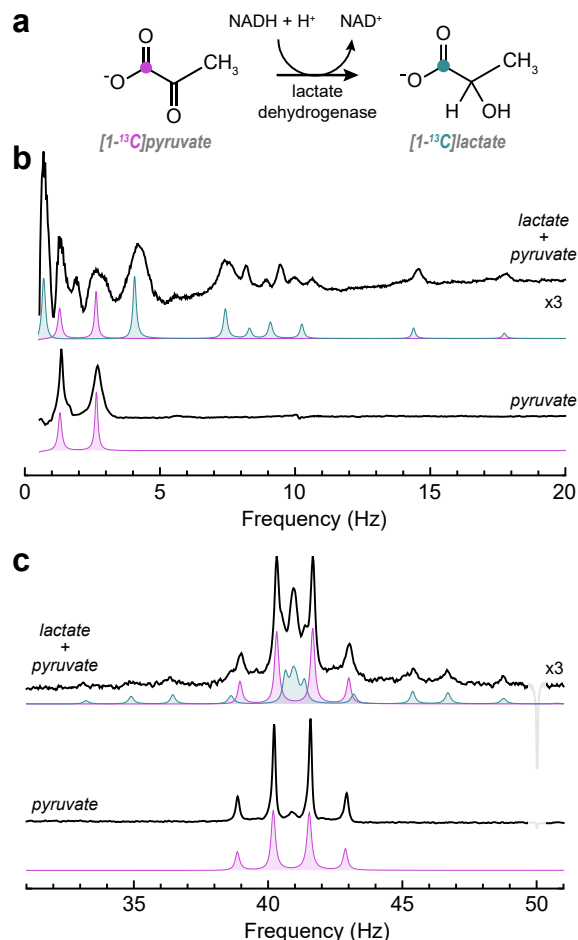 a
NADH + H⁺ NAD⁺
O O
⁻O CH₃ ⁻O CH₃
O lactate H OH
dehydrogenase
[1-¹³C]pyruvate [1-¹³C]lactate
b
lactate
+
pyruvate
x3
pyruvate
0 5 10 15 20
Frequency (Hz)
c
lactate
+
pyruvate
x3
pyruvate
35 40 45 50
Frequency (Hz)